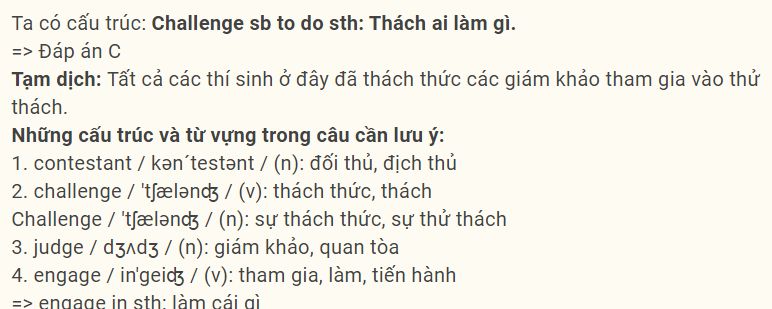 Ta có cấu trúc: Challenge sb to do sth: Thách ai làm gì.
=> Đáp án C
Tạm dịch: Tất cả các thí sinh ở đây đã thách thức các giám khảo tham gia vào thử
thách.
Những cấu trúc và từ vựng trong câu cần lưu ý:
1. contestant / kən´testənt / (n): đối thủ, địch thủ
2. challenge / 'tʃælənʤ / (v): thách thức, thách
Challenge / 'tʃælənʤ / (n): sự thách thức, sự thử thách
3. judge / dʒʌdʒ / (n): giám khảo, quan tòa
4. engage / in'geiʤ / (v): tham gia, làm, tiến hành
=> engage in sth: làm cái gì